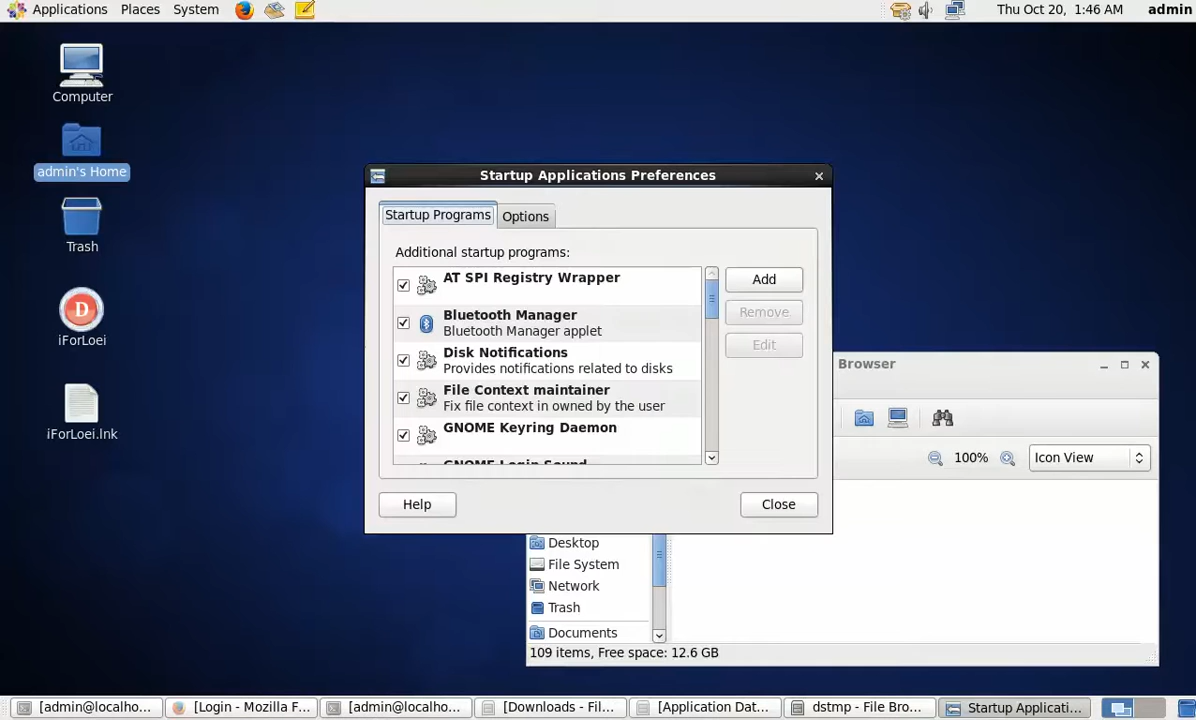 Applications Places System
Thu Oct 20, 1:46 AM admin
Computer
admin's Home
Trash
iForLoei
iForLoei.lnk
Startup Applications Preferences
Startup Programs
Options
Additional startup programs:
AT SPI Registry Wrapper
Bluetooth Manager
Bluetooth Manager applet
Disk Notifications
Provides notifications related to disks
File Context maintainer
Fix file context in owned by the user
GNOME Keyring Daemon
GNOME Login Sound
Add
Remove
Edit
Help
Close
Browser
100%
Icon View
Desktop
File System
Network
Trash
Documents
109 items, Free space: 12.6 GB
[admin@localho...
[Login - Mozilla F...
[admin@localho...
[Downloads - Fil...
[Application Dat...
dstmp - File Bro...
Startup Applicati...